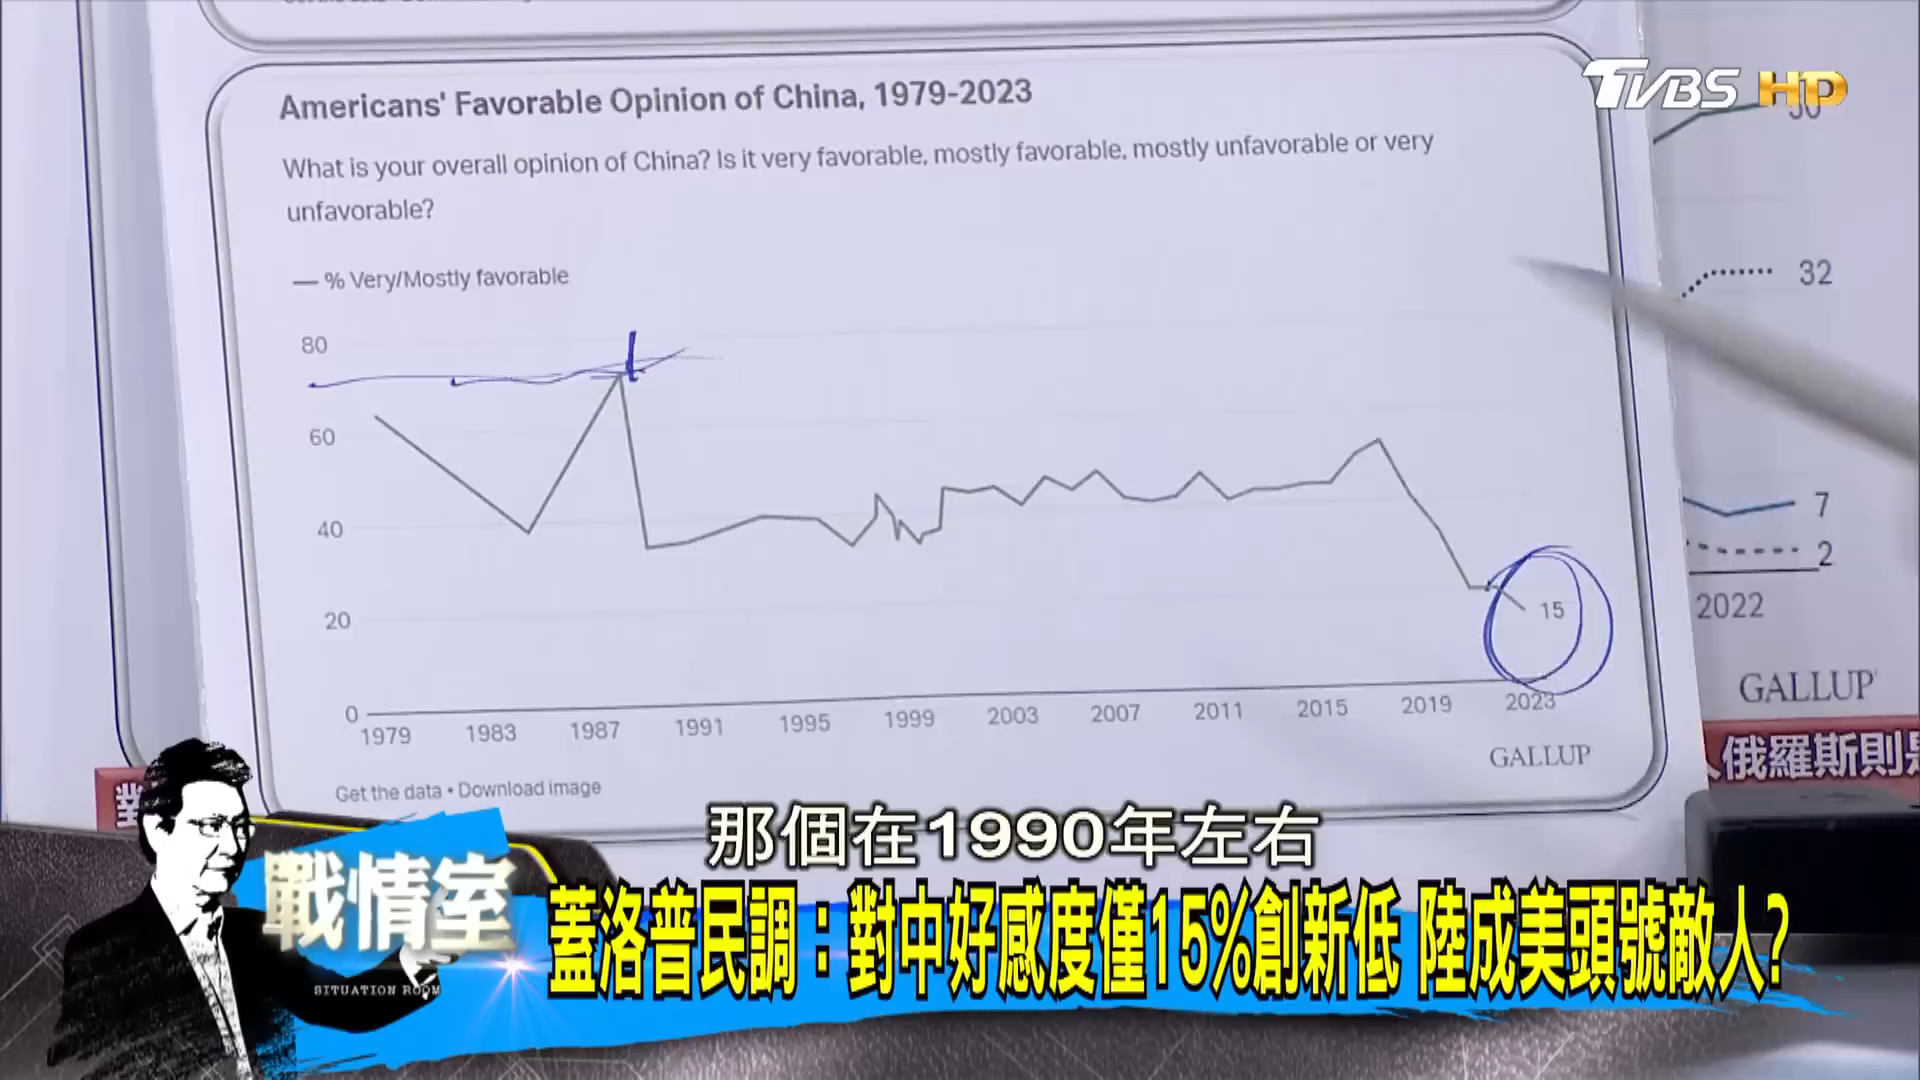 TVBS HD
Americans' Favorable Opinion of China, 1979-2023
What is your overall opinion of China? Is it very favorable, mostly favorable, mostly unfavorable or very
unfavorable?
% Very/Mostly favorable
80
60
40
20
0
15
1979 1983 1987 1991 1995 1999 2003 2007 2011 2015 2019 2023
GALLUP
Get the data • Download image
32
7
2
2022
GALLUP
俄羅斯則
那個在1990年左右
戰情室
SITUATION ROOM
蓋洛普民調：對中好感度僅15%創新低 陸成美頭號敵人?